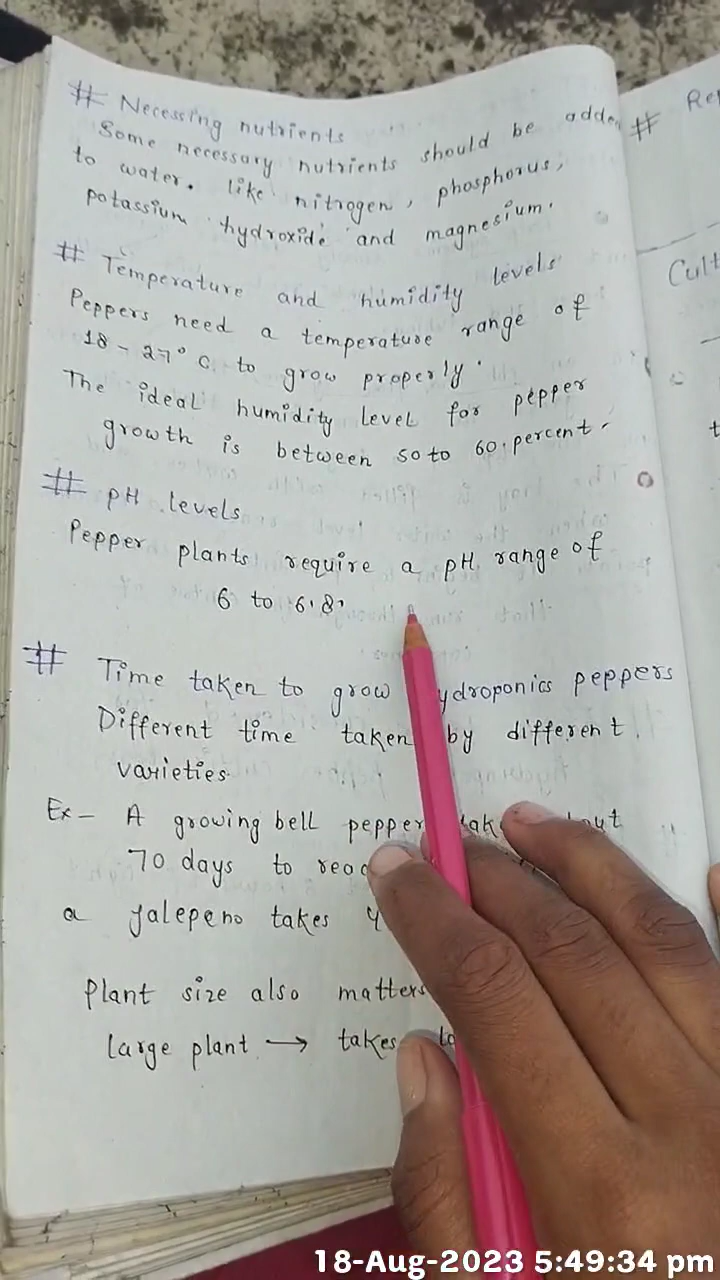 # Necessing nutrients
Some necessary nutrients should be adde
to water. like nitrogen, phosphorus,
potassium hydroxide and magnesium.
# Temperature and humidity levels
Peppers need a temperature range of
18 - 27° C. to grow properly.
The ideal humidity level for pepper
growth is between 50 to 60 percent.
# pH levels
Pepper plants require a pH range of
6 to 6.8.
# Time taken to grow ydroponics peppers
Different time taken by different
varieties
Ex - A growing bell pepper
70 days to
a jalepeno takes
Plant size also matters
large plant → takes
#
Cult
18-Aug-2023 5:49:34 pm